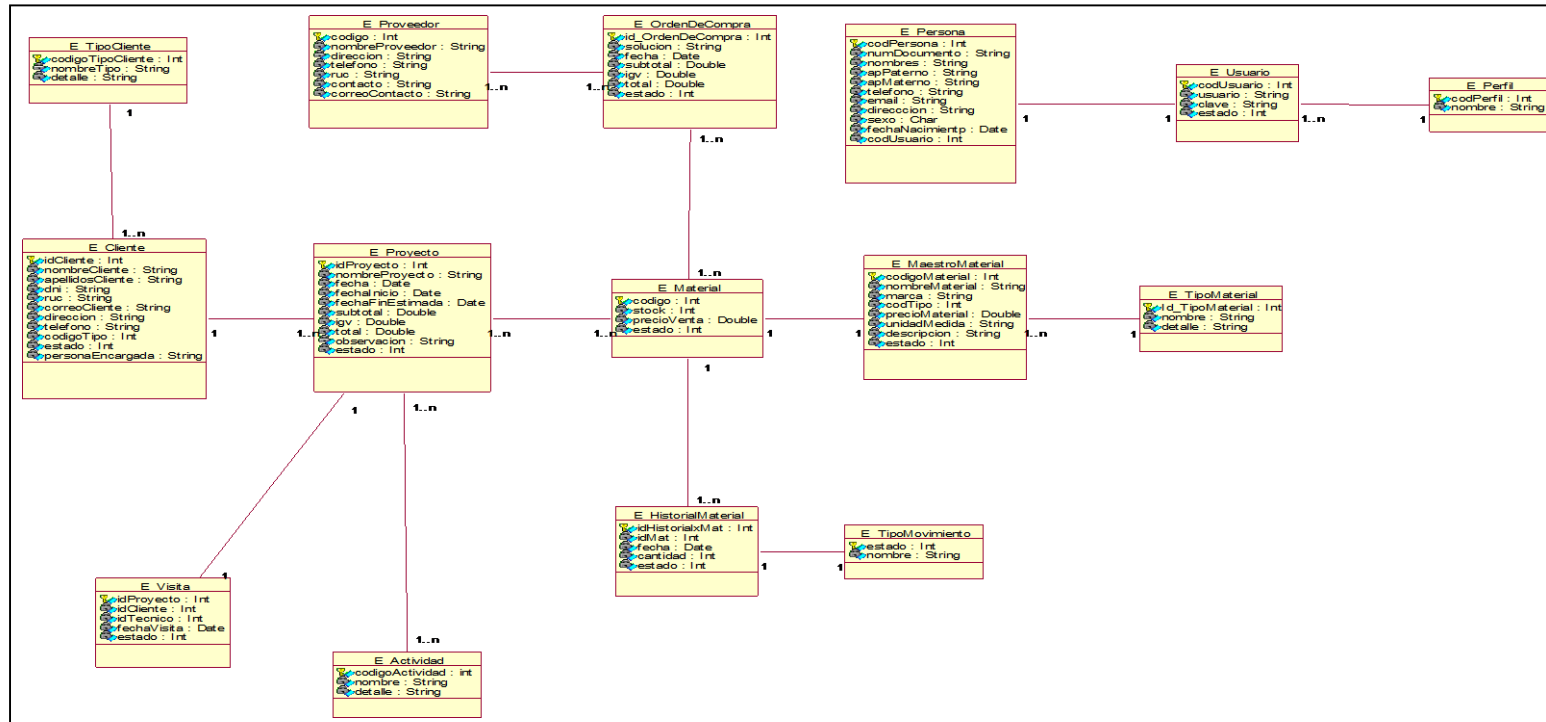 E_TipoCliente
codigoTipoCliente : Int
nombreTipo : String
detalle : String
1
1..n
E_Proveedor
codigo : Int
nombreProveedor : String
direccion : String
telefono : String
ruc : String
contacto : String
correoContacto : String
1..n
1..n
E_OrdenDeCompra
id_OrdenDeCompra : Int
solucion : String
fecha : Date
subtotal : Double
igv : Double
total : Double
estado : Int
1..n
1..n
E_Persona
codPersona : Int
numDocumento : String
nombres : String
apPaterno : String
apMaterno : String
telefono : String
email : String
direcccion : String
sexo : Char
fechaNacimientp : Date
codUsuario : Int
1
1
E_Usuario
codUsuario : Int
usuario : String
clave : String
estado : Int
1..n
1
E_Perfil
codPerfil : Int
nombre : String
E_Cliente
idCliente : Int
nombreCliente : String
apellidosCliente : String
dni : String
ruc : String
correoCliente : String
direccion : String
telefono : String
codigoTipo : Int
estado : Int
personaEncargada : String
1
1..n
E_Proyecto
idProyecto : Int
nombreProyecto : String
fecha : Date
fechaInicio : Date
fechaFinEstimada : Date
subtotal : Double
igv : Double
total : Double
observacion : String
estado : Int
1..n
1..n
E_Material
codigo : Int
stock : Int
precioVenta : Double
estado : Int
1
1
E_MaestroMaterial
codigoMaterial : Int
nombreMaterial : String
marca : String
codTipo : Int
precioMaterial : Double
unidadMedida : String
descripcion : String
estado : Int
1..n
1
E_TipoMaterial
Id_TipoMaterial : Int
nombre : String
detalle : String
1
1..n
1
1..n
E_HistorialMaterial
idHistorialxMat : Int
idMat : Int
fecha : Date
cantidad : Int
estado : Int
1
1
E_TipoMovimiento
estado : Int
nombre : String
1
E_Visita
idProyecto : Int
idCliente : Int
idTecnico : Int
fechaVisita : Date
estado : Int
1..n
E_Actividad
codigoActividad : int
nombre : String
detalle : String